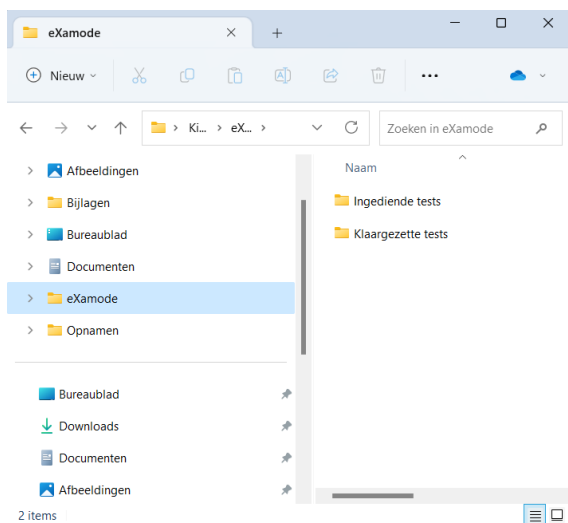 eXamode
Nieuw
Ki... eX...
Zoeken in eXamode
Afbeeldingen
Bijlagen
Bureaublad
Documenten
eXamode
Opnamen
Bureaublad
Downloads
Documenten
Afbeeldingen
Naam
Ingediende tests
Klaargezette tests
2 items